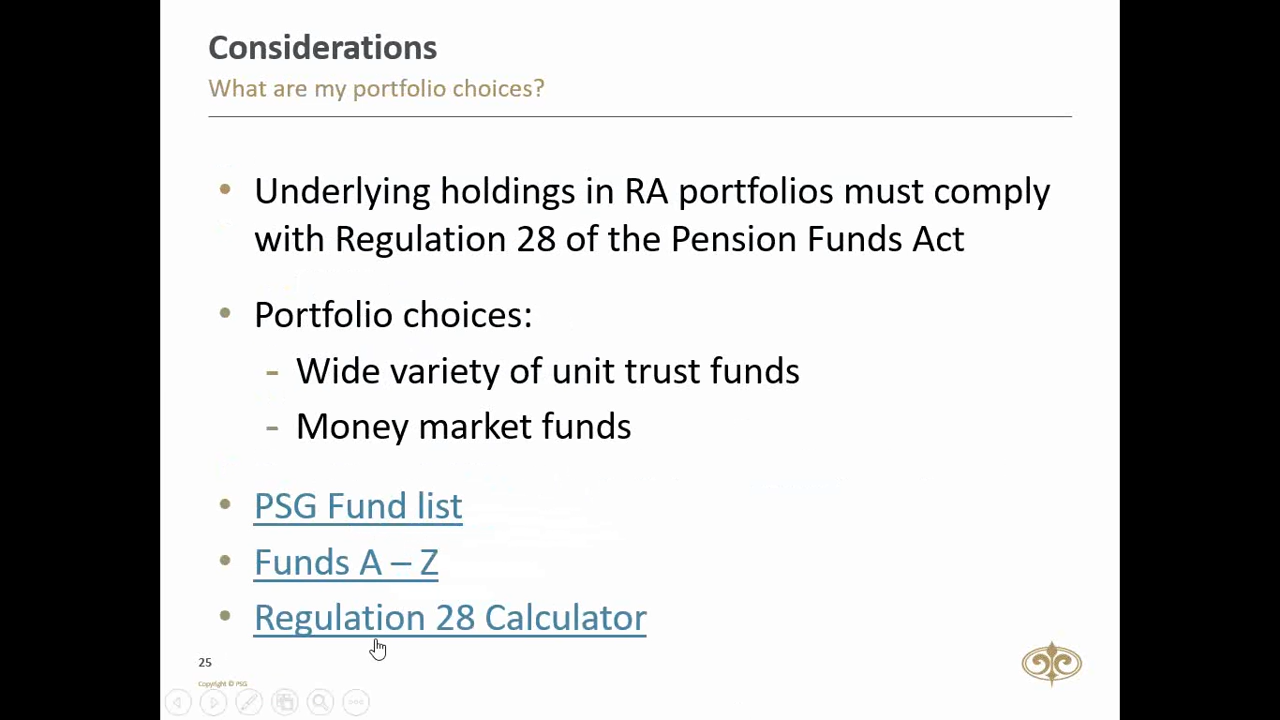 Considerations
What are my portfolio choices?
• Underlying holdings in RA portfolios must comply
with Regulation 28 of the Pension Funds Act
• Portfolio choices:
- Wide variety of unit trust funds
- Money market funds
• PSG Fund list
• Funds A – Z
• Regulation 28 Calculator
25
Copyright © PSG